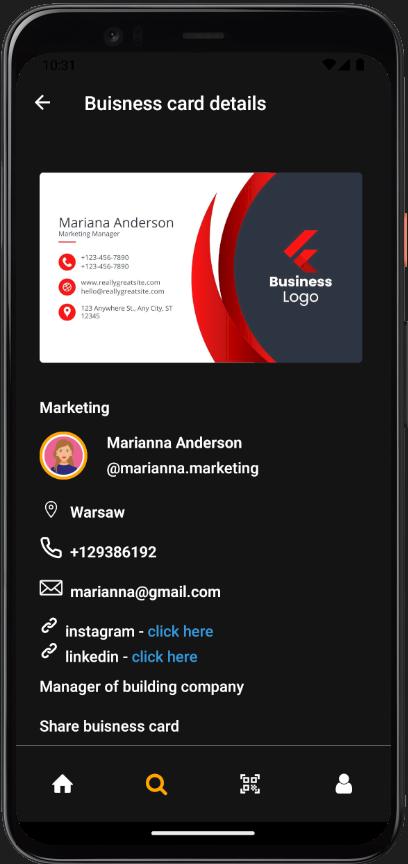 10:31
Buisness card details
Mariana Anderson
Marketing Manager
+123-456-7890
+123-456-7890
www.reallygreatsite.com
hello@reallygreatsite.com
123 Anywhere St., Any City, ST
12345
Business
Logo
Marketing
Marianna Anderson
@marianna.marketing
Warsaw
+129386192
marianna@gmail.com
instagram - click here
linkedin - click here
Manager of building company
Share buisness card